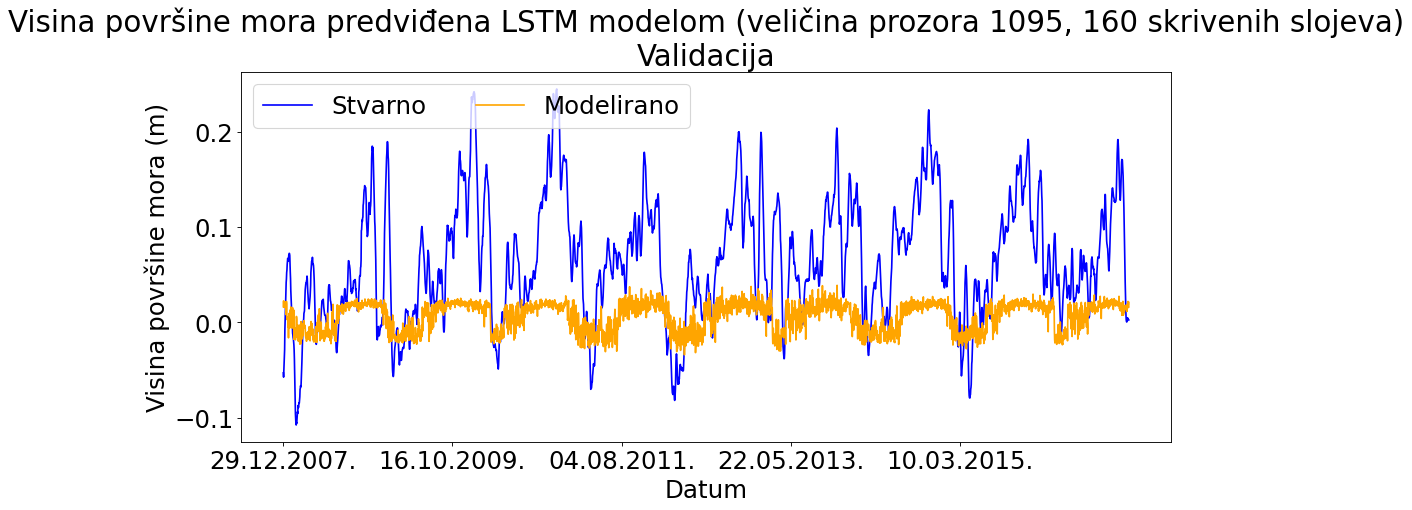 Visina površine mora predviđena LSTM modelom (veličina prozora 1095, 160 skrivenih slojeva)
Validacija
Stvarno Modelirano
Visina površine mora (m)
0.2
0.1
0.0
−0.1
29.12.2007. 16.10.2009. 04.08.2011. 22.05.2013. 10.03.2015.
Datum